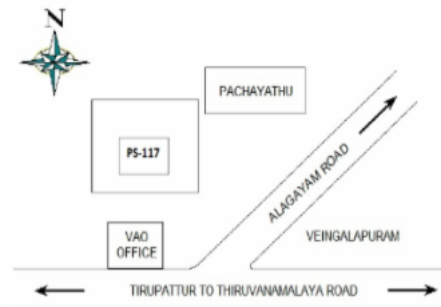 N
PACHAYATHU
PS-117
ALAGAYAM ROAD
VAO
OFFICE
VEINGALAPURAM
TIRUPATTUR TO THIRUVANAMALAYA ROAD